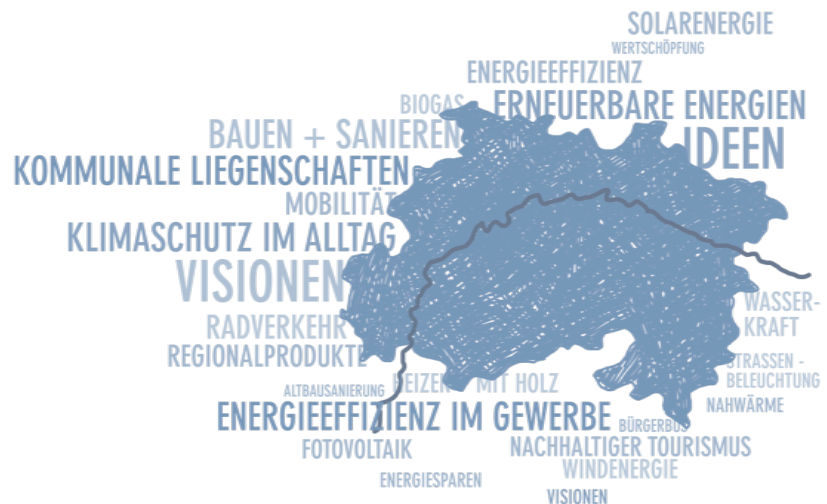 SOLARENERGIE
WERTSCHÖPFUNG
ENERGIEEFFIZIENZ
BIOGAS
ERNEUERBARE ENERGIEN
BAUEN + SANIEREN
IDEEN
KOMMUNALE LIEGENSCHAFTEN
MOBILITÄT
KLIMASCHUTZ IM ALLTAG
VISIONEN
WASSER-
KRAFT
RADVERKEHR
REGIONALPRODUKTE
STRASSEN -
BELEUCHTUNG
ALTBAUSANIERUNG
HEIZEN MIT HOLZ
NAHWÄRME
ENERGIEEFFIZIENZ IM GEWERBE
BÜRGERBUS
FOTOVOLTAIK
NACHHALTIGER TOURISMUS
WINDENERGIE
ENERGIESPAREN
VISIONEN